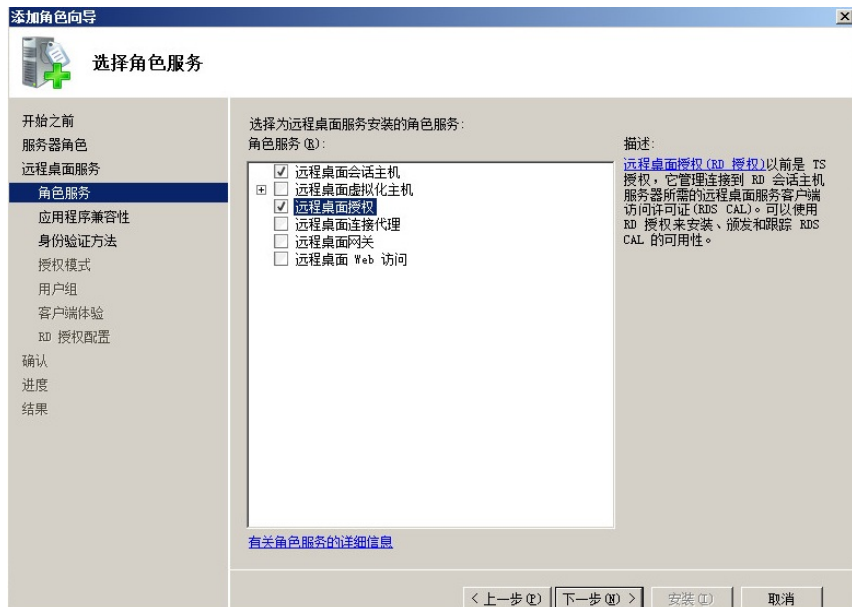 添加角色向导
选择角色服务
开始之前
服务器角色
远程桌面服务
角色服务
应用程序兼容性
身份验证方法
授权模式
用户组
客户端体验
RD 授权配置
确认
进度
结果
选择为远程桌面服务安装的角色服务:
角色服务(R):
远程桌面会话主机
远程桌面虚拟化主机
远程桌面授权
远程桌面连接代理
远程桌面网关
远程桌面 Web 访问
有关角色服务的详细信息
描述:
远程桌面授权(RD 授权)以前是 TS
授权，它管理连接到 RD 会话主机
服务器所需的远程桌面服务客户端
访问许可证(RDS CAL)。可以使用
RD 授权来安装、颁发和跟踪 RDS
CAL 的可用性。
< 上一步(P)
下一步(N) >
安装(I)
取消